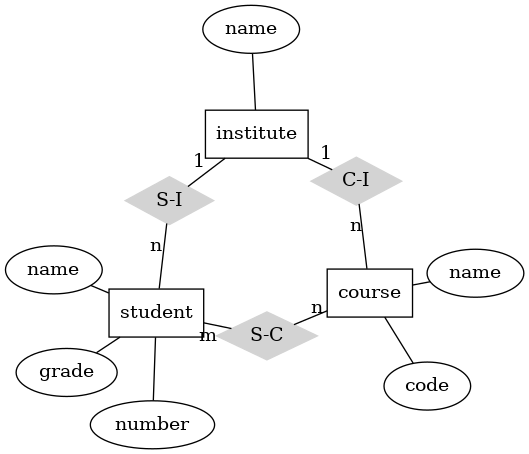 name
institute
1
1
C-I
S-I
n
n
name
name
course
student
n
m
S-C
grade
code
number